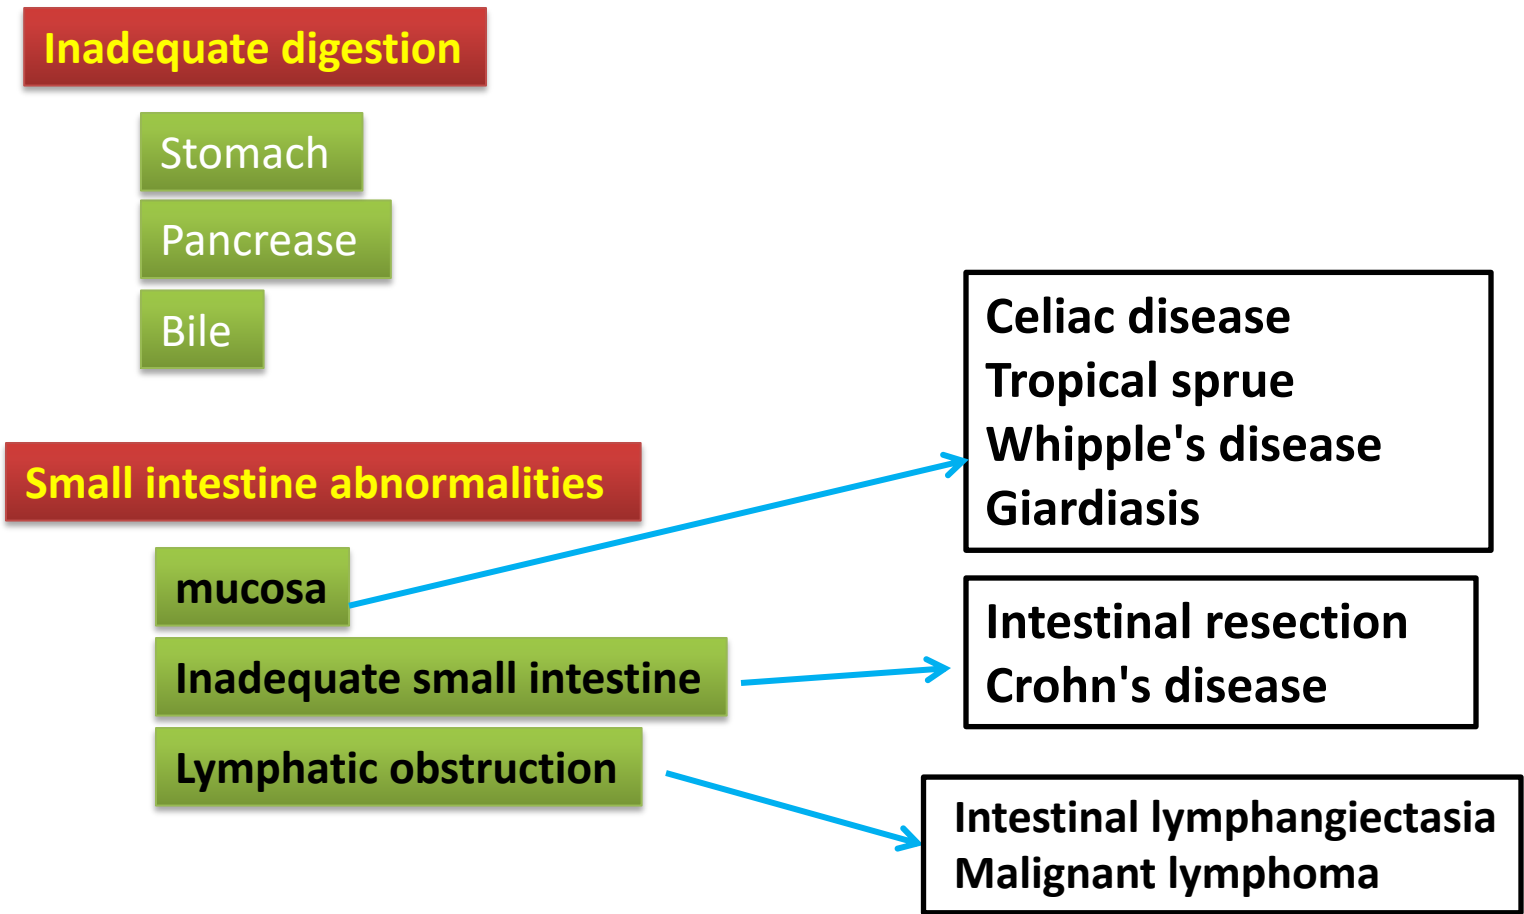 Inadequate digestion
Stomach
Pancrease
Bile
Small intestine abnormalities
mucosa
Inadequate small intestine
Lymphatic obstruction
Celiac disease
Tropical sprue
Whipple's disease
Giardiasis
Intestinal resection
Crohn's disease
Intestinal lymphangiectasia
Malignant lymphoma